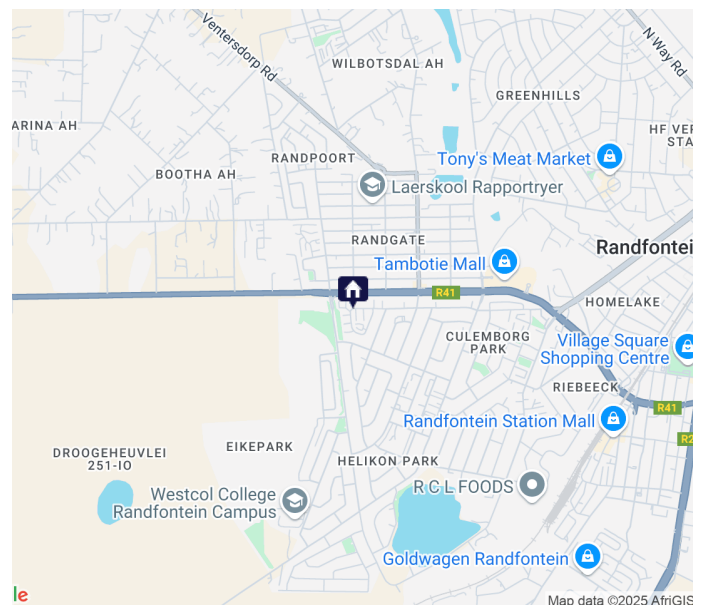 Ventersdorp Rd
WILBOTSDAL AH
N Way Rd
GREENHILLS
ARINA AH
HF VER
STA
RANDPOORT
Tony's Meat Market
BOOTHA AH
Laerskool Rapportryer
RANDGATE
Randfontei
Tambotie Mall
R41
HOMELAKE
CULEMBORG
PARK
Village Square
Shopping Centre
RIEBEECK
R41
Randfontein Station Mall
R2
EIKEPARK
DROOGEHEUVLEI
251-IO
HELIKON PARK
R C L FOODS
Westcol College
Randfontein Campus
Goldwagen Randfontein
le
Map data ©2025 AfriGIS